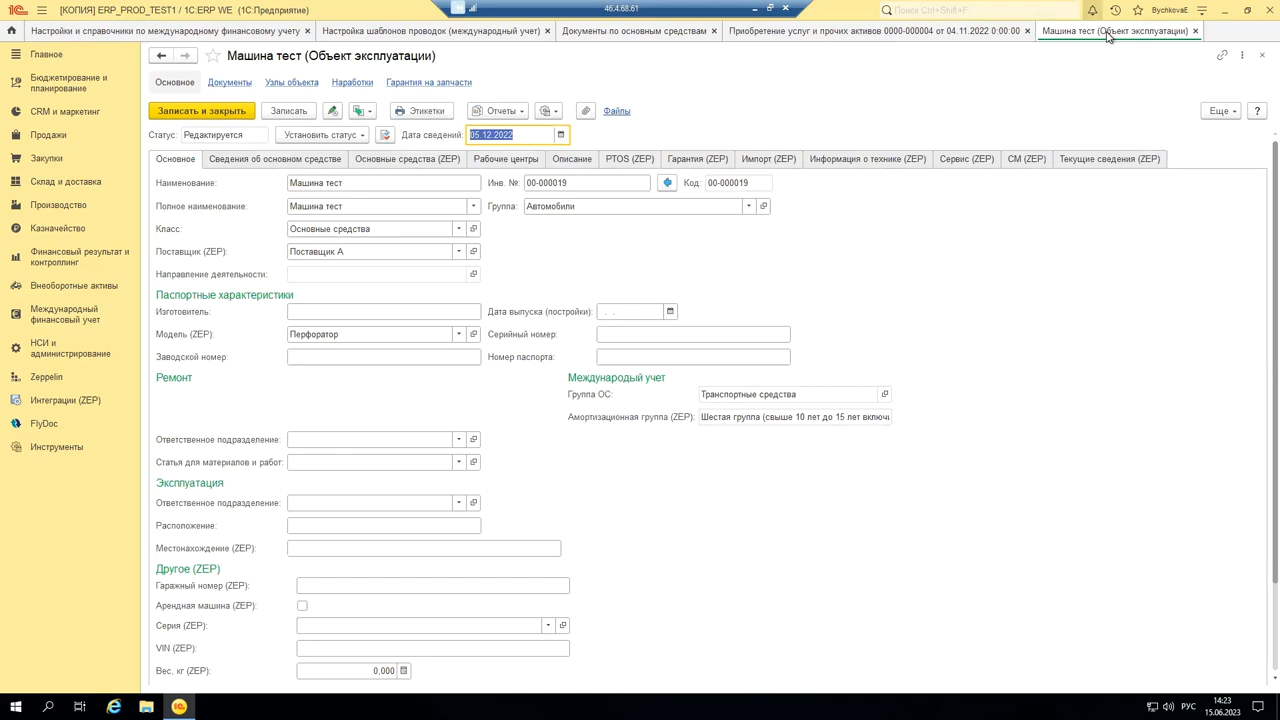 [КОПИЯ] ERP_PROD_TEST1 / 1C:ERP WE (1С:Предприятие)
46.4.68.61
Поиск Ctrl+Shift+F
BychkovaE
Настройки и справочники по международному финансовому учету
Настройка шаблонов проводок (международный учет)
Документы по основным средствам
Приобретение услуг и прочих активов 0000-000004 от 04.11.2022 0:00:00
Машина тест (Объект эксплуатации)
Главное
Бюджетирование и
планирование
CRM и маркетинг
Продажи
Закупки
Склад и доставка
Производство
Казначейство
Финансовый результат и
контроллинг
Внеоборотные активы
Международный
финансовый учет
НСИ и
администрирование
Zeppelin
Интеграции (ZEP)
FlyDoc
Инструменты
Машина тест (Объект эксплуатации)
Основное Документы Узлы объекта Наработки Гарантия на запчасти
Записать и закрыть Записать Этикетки Отчеты Файлы Еще ?
Статус: Редактируется Установить статус Дата сведений: 05.12.2022
Основное Сведения об основном средстве Основные средства (ZEP) Рабочие центры Описание PTOS (ZEP) Гарантия (ZEP) Импорт (ZEP) Информация о технике (ZEP) Сервис (ZEP) СМ (ZEP) Текущие сведения (ZEP)
Наименование: Машина тест Инв. №: 00-000019 Код: 00-000019
Полное наименование: Машина тест Группа: Автомобили
Класс: Основные средства
Поставщик (ZEP): Поставщик А
Направление деятельности:
Паспортные характеристики
Изготовитель: Дата выпуска (постройки): . .
Модель (ZEP): Перфоратор Серийный номер:
Заводской номер: Номер паспорта:
Ремонт Международый учет
Группа ОС: Транспортные средства
Амортизационная группа (ZEP): Шестая группа (свыше 10 лет до 15 лет включи
Ответственное подразделение:
Статья для материалов и работ:
Эксплуатация
Ответственное подразделение:
Расположение:
Местонахождение (ZEP):
Другое (ZEP)
Гаражный номер (ZEP):
Арендная машина (ZEP):
Серия (ZEP):
VIN (ZEP):
Вес, кг (ZEP): 0,000
РУС
14:23
15.06.2023